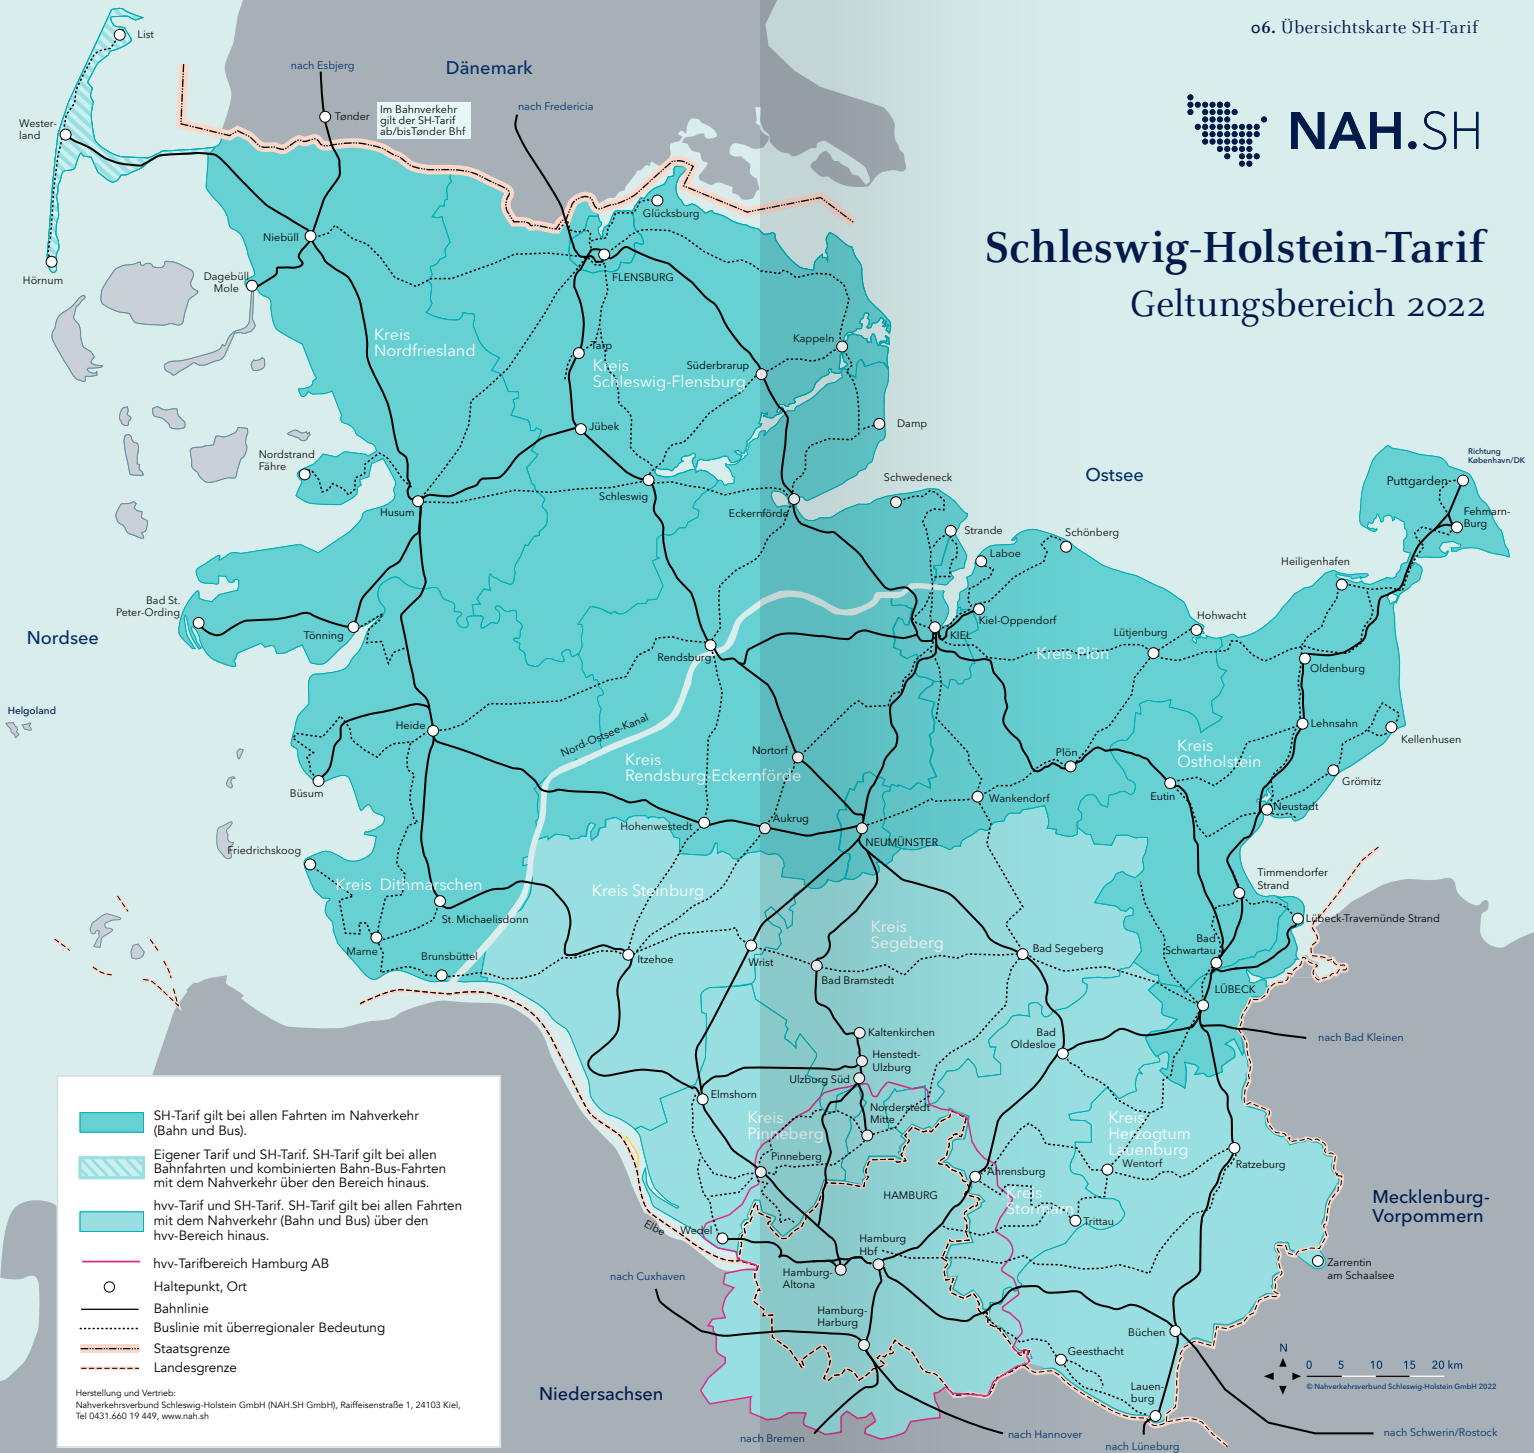 06. Übersichtskarte SH-Tarif
NAH.SH
Schleswig-Holstein-Tarif
Geltungsbereich 2022
List
Wester-
land
Hörnum
nach Esbjerg
Dänemark
Tønder
Im Bahnverkehr
gilt der SH-Tarif
ab/bisTønder Bhf
nach Fredericia
Glücksburg
FLENSBURG
Niebüll
Dagebüll
Mole
Kreis
Nordfriesland
Tarp
Kreis
Schleswig-Flensburg
Süderbrarup
Kappeln
Jübek
Damp
Nordstrand
Fähre
Husum
Schleswig
Eckernförde
Schwedeneck
Strande
Laboe
Schönberg
Ostsee
Richtung
København/DK
Puttgarden
Fehmarn-
Burg
Heiligenhafen
Bad St.
Peter-Ording
Tönning
Nordsee
Rendsburg
Kiel-Oppendorf
KIEL
Kreis Plön
Lütjenburg
Hohwacht
Oldenburg
Helgoland
Heide
Nord-Ostsee-Kanal
Kreis
Rendsburg-Eckernförde
Nortorf
Plön
Kreis
Ostholstein
Lehnsahn
Kellenhusen
Grömitz
Büsum
Eutin
Neustadt
Wankendorf
Hohenwestedt
Aukrug
NEUMÜNSTER
Friedrichskoog
Kreis Dithmarschen
Kreis Steinburg
St. Michaelisdonn
Marne
Brunsbüttel
Itzehoe
Wrist
Kreis
Segeberg
Bad Bramstedt
Bad Segeberg
Timmendorfer
Strand
Lübeck-Travemünde Strand
Bad
Schwartau
LÜBECK
Kaltenkirchen
Henstedt-
Ulzburg
Ulzburg Süd
Bad
Oldesloe
nach Bad Kleinen
Elmshorn
Kreis
Pinneberg
Norderstedt
Mitte
Pinneberg
Kreis
Herzogtum
Lauenburg
Wentorf
Ratzeburg
Ahrensburg
HAMBURG
Kreis
Stormarn
Trittau
Mecklenburg-
Vorpommern
Elbe
Wedel
Hamburg
Hbf
Hamburg-
Altona
Zarrentin
am Schaalsee
nach Cuxhaven
Hamburg-
Harburg
Büchen
Geesthacht
Lauen-
burg
Niedersachsen
nach Bremen
nach Hannover
nach Lüneburg
nach Schwerin/Rostock
N
0 5 10 15 20 km
© Nahverkehrsverbund Schleswig-Holstein GmbH 2022
SH-Tarif gilt bei allen Fahrten im Nahverkehr
(Bahn und Bus).
Eigener Tarif und SH-Tarif. SH-Tarif gilt bei allen
Bahnfahrten und kombinierten Bahn-Bus-Fahrten
mit dem Nahverkehr über den Bereich hinaus.
hvv-Tarif und SH-Tarif. SH-Tarif gilt bei allen Fahrten
mit dem Nahverkehr (Bahn und Bus) über den
hvv-Bereich hinaus.
hvv-Tarifbereich Hamburg AB
Haltepunkt, Ort
Bahnlinie
Buslinie mit überregionaler Bedeutung
Staatsgrenze
Landesgrenze
Herstellung und Vertrieb:
Nahverkehrsverbund Schleswig-Holstein GmbH (NAH.SH GmbH), Raiffeisenstraße 1, 24103 Kiel,
Tel 0431.660 19 449, www.nah.sh